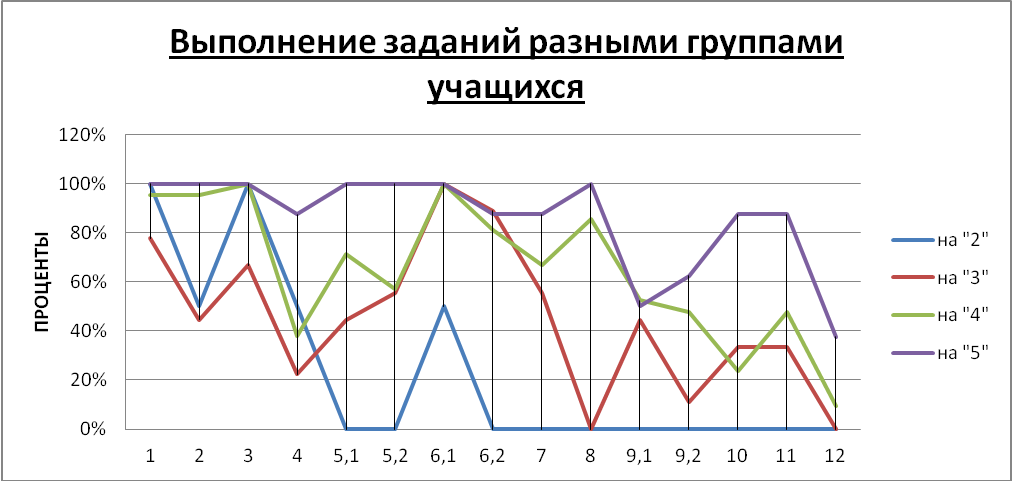 Выполнение заданий разными группами
учащихся
ПРОЦЕНТЫ
120%
100%
80%
60%
40%
20%
0%
1 2 3 4 5,1 5,2 6,1 6,2 7 8 9,1 9,2 10 11 12
на "2"
на "3"
на "4"
на "5"